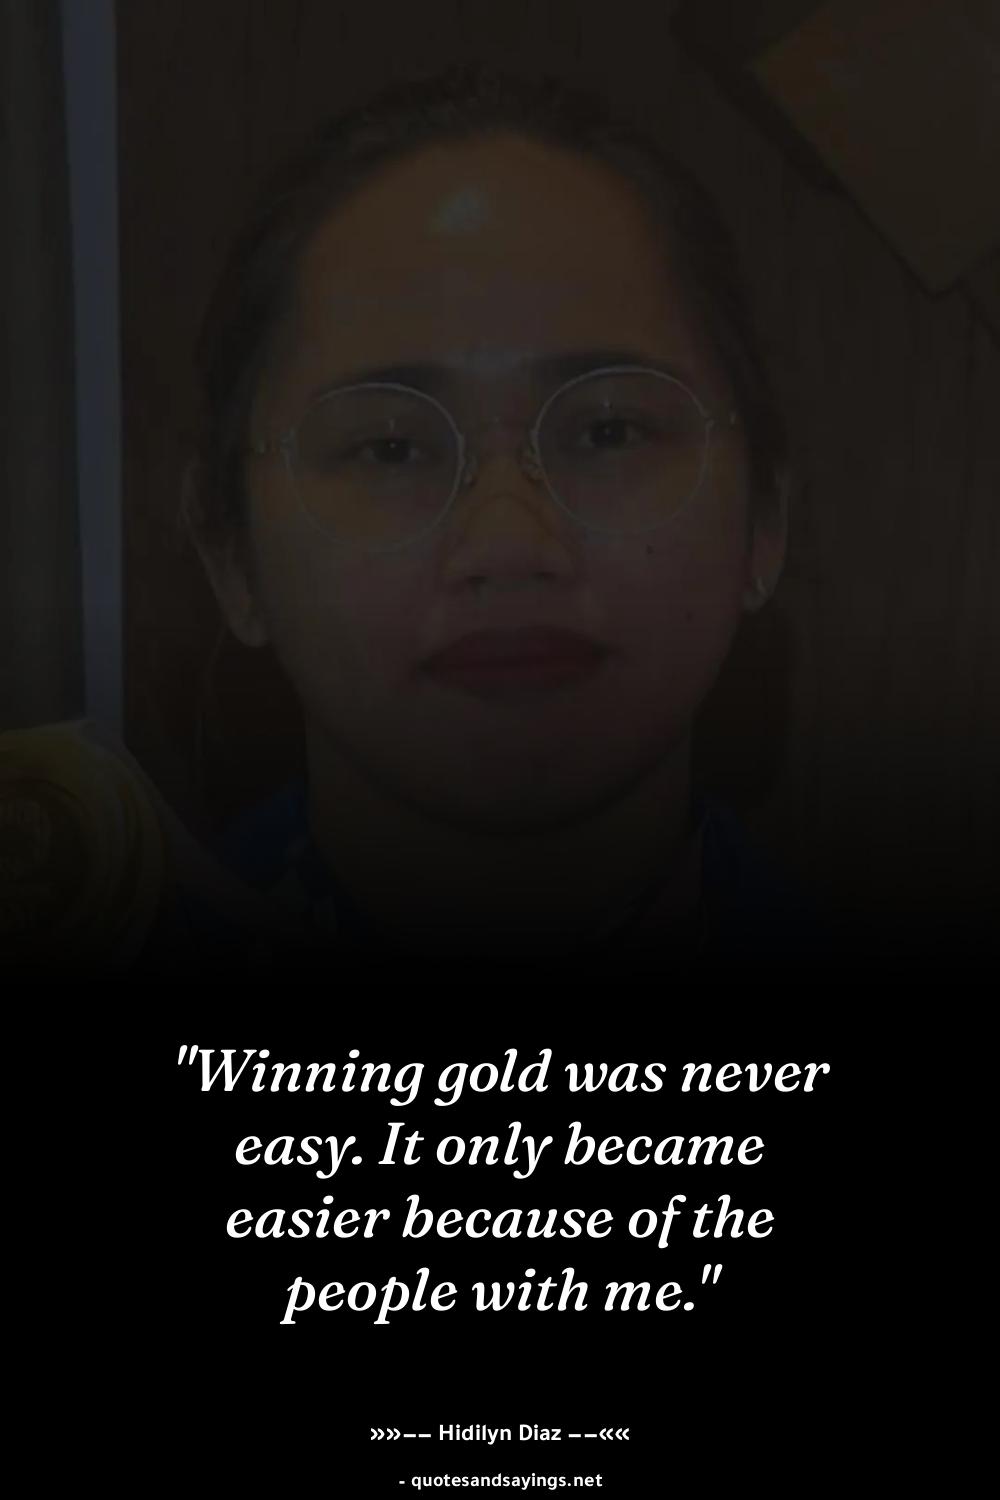 "Winning gold was never
easy. It only became
easier because of the
people with me."
»»−− Hidilyn Diaz −−««
- quotesandsayings.net